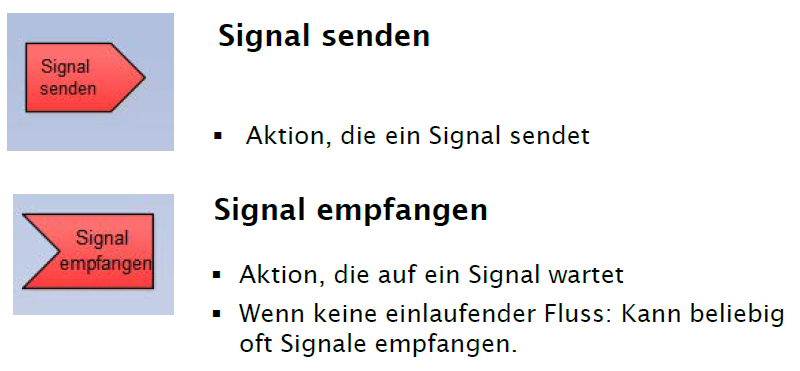 Signal
senden
Signal senden
▪ Aktion, die ein Signal sendet
Signal
empfangen
Signal empfangen
▪ Aktion, die auf ein Signal wartet
▪ Wenn keine einlaufender Fluss: Kann beliebig
oft Signale empfangen.